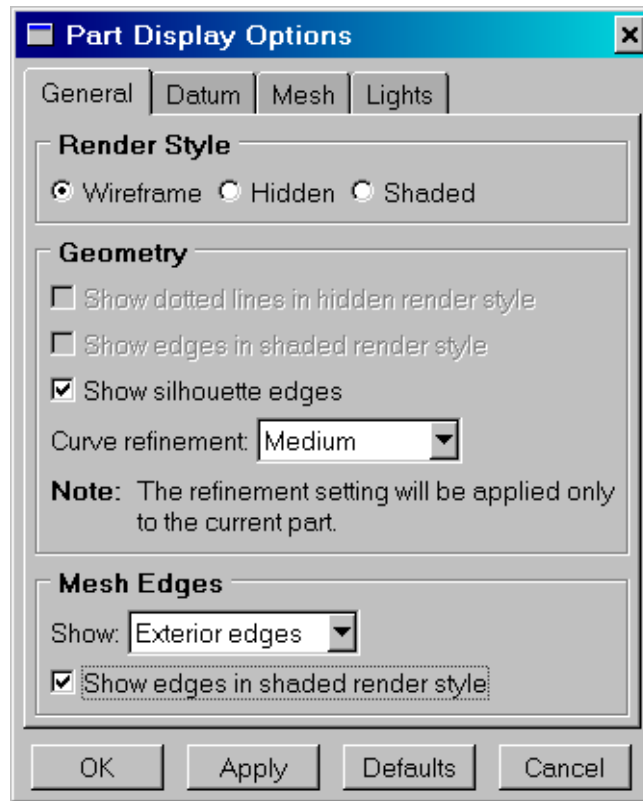 Part Display Options
General Datum Mesh Lights
Render Style
Wireframe Hidden Shaded
Geometry
Show dotted lines in hidden render style
Show edges in shaded render style
Show silhouette edges
Curve refinement: Medium
Note: The refinement setting will be applied only
to the current part.
Mesh Edges
Show: Exterior edges
Show edges in shaded render style
OK Apply Defaults Cancel